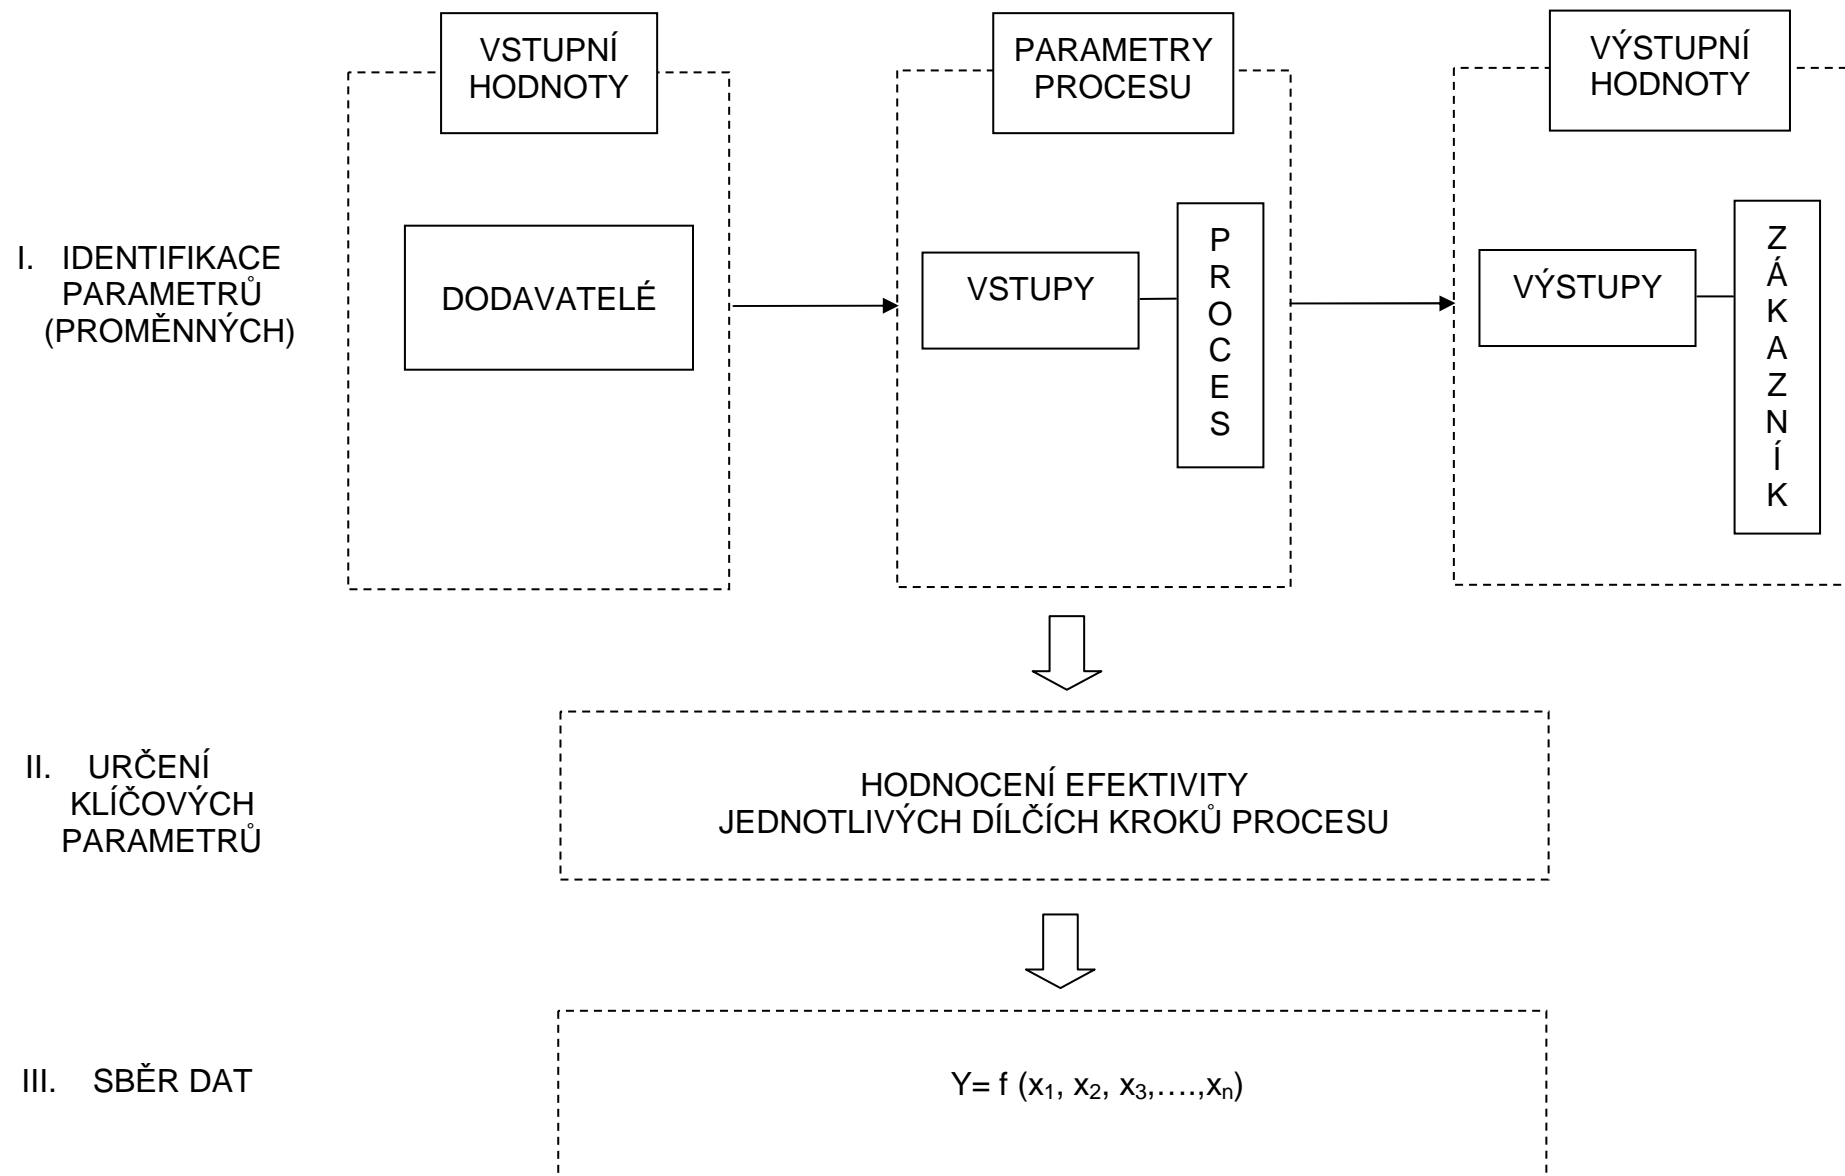 VSTUPNÍ
HODNOTY
PARAMETRY
PROCESU
VÝSTUPNÍ
HODNOTY
I. IDENTIFIKACE
PARAMETRŮ
(PROMĚNNÝCH)
DODAVATELÉ
VSTUPY
P
R
O
C
E
S
VÝSTUPY
Z
Á
K
A
Z
N
Í
K
II. URČENÍ
KLÍČOVÝCH
PARAMETRŮ
HODNOCENÍ EFEKTIVITY
JEDNOTLIVÝCH DÍLČÍCH KROKŮ PROCESU
III. SBĚR DAT
Y= f (x₁, x₂, x₃,….,xₙ)